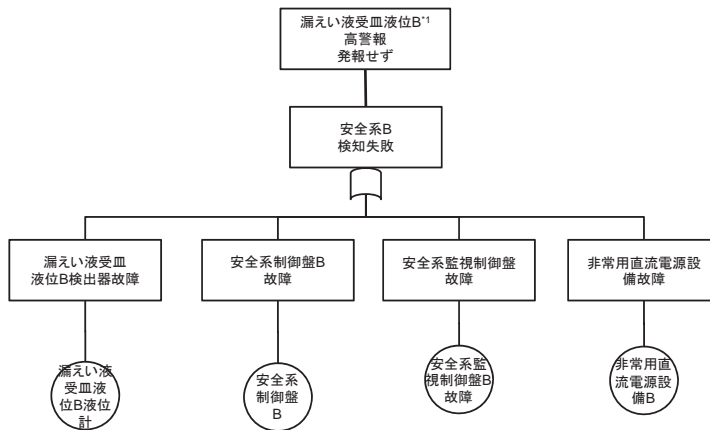 漏えい液受皿液位B*1
高警報
発報せず
安全系B
検知失敗
漏えい液受皿
液位B検出器故障
安全系制御盤B
故障
安全系監視制御盤
故障
非常用直流電源設
備故障
漏えい液
受皿液
位B液位
計
安全系
制御盤
B
安全系監
視制御盤B
故障
非常用直
流電源設
備B